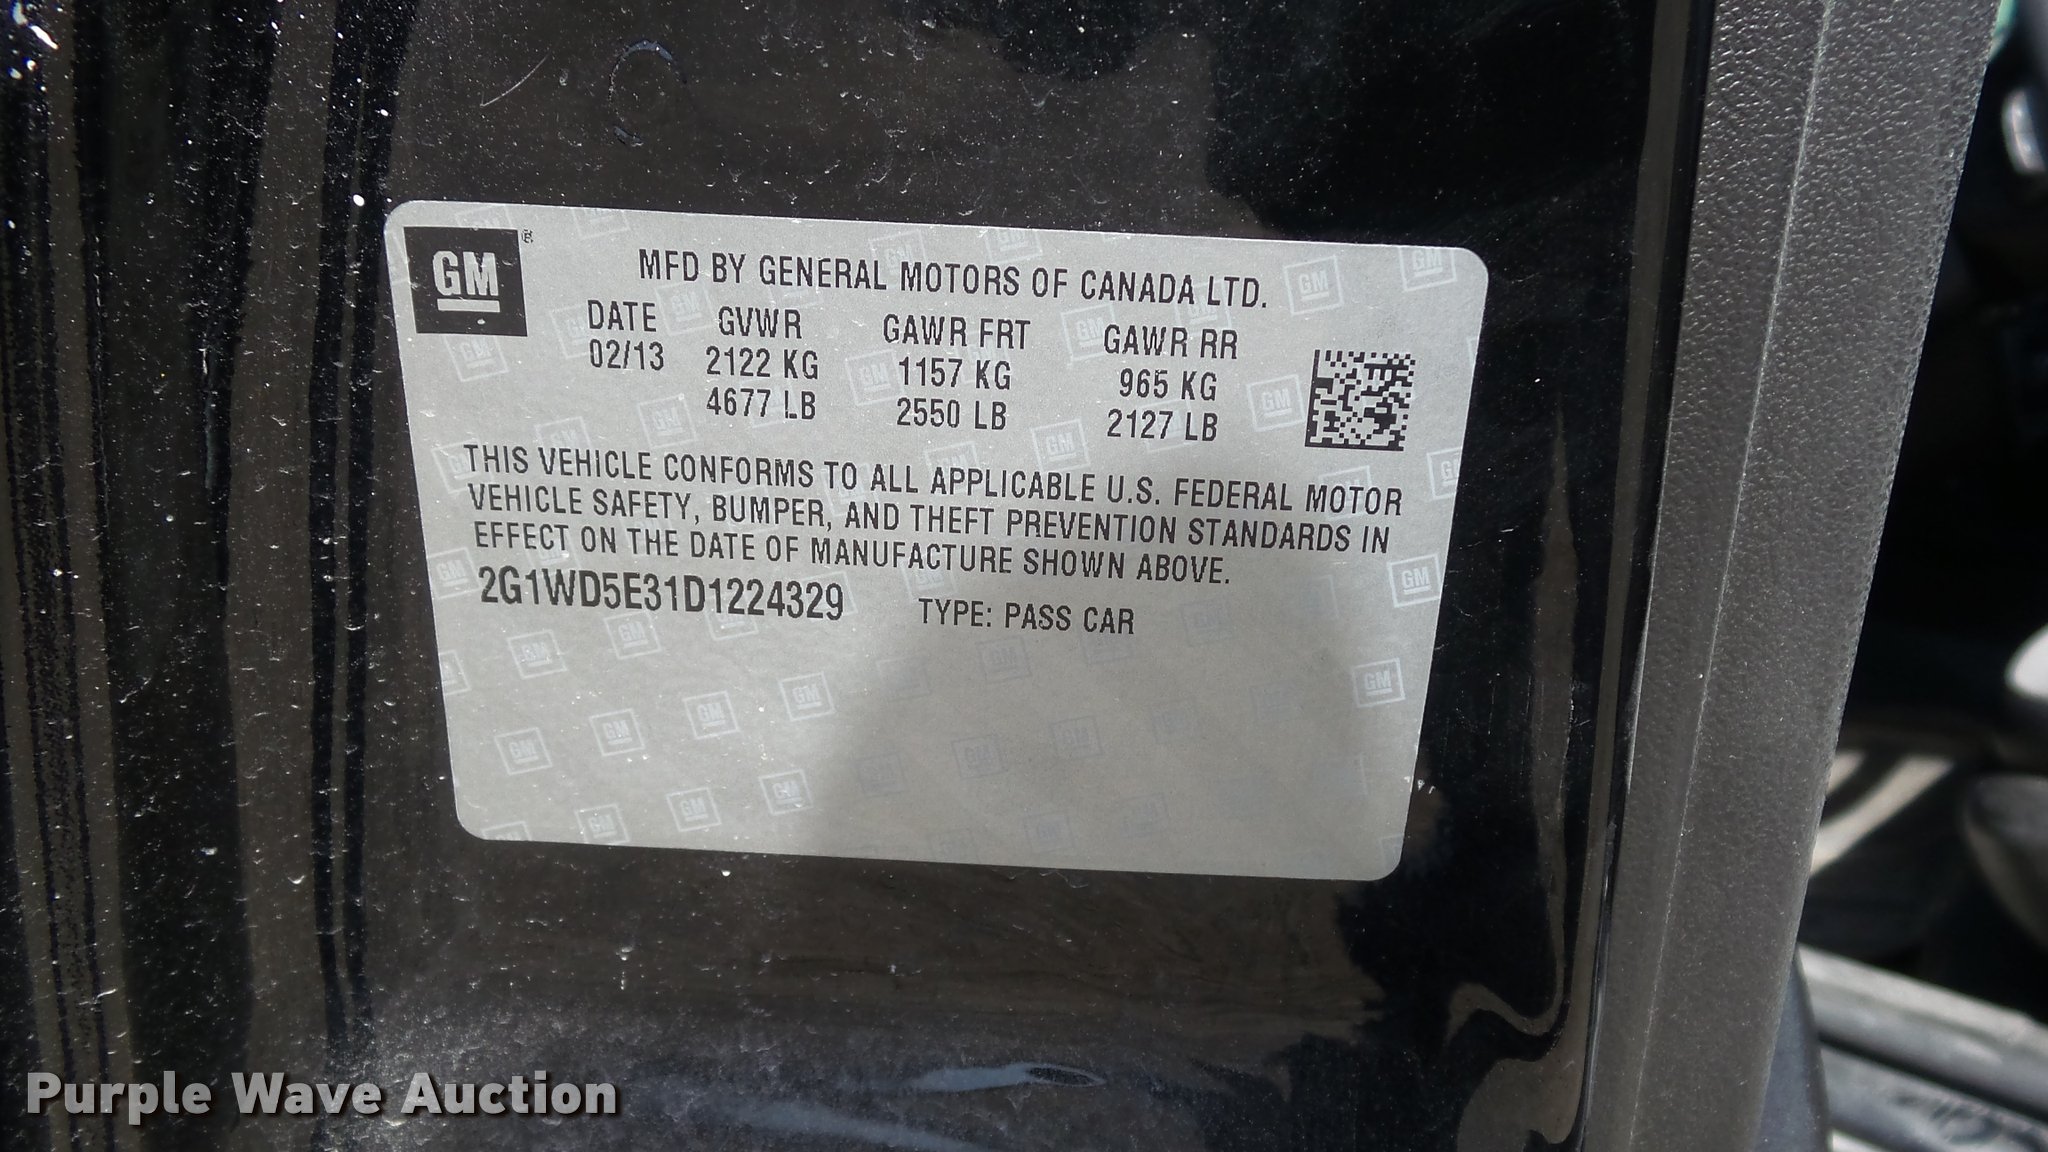 GM®
MFD BY GENERAL MOTORS OF CANADA LTD.
DATE GVWR GAWR FRT GAWR RR
02/13 2122 KG 1157 KG 965 KG
4677 LB 2550 LB 2127 LB
THIS VEHICLE CONFORMS TO ALL APPLICABLE U.S. FEDERAL MOTOR
VEHICLE SAFETY, BUMPER, AND THEFT PREVENTION STANDARDS IN
EFFECT ON THE DATE OF MANUFACTURE SHOWN ABOVE.
2G1WD5E31D1224329 TYPE: PASS CAR
Purple Wave Auction